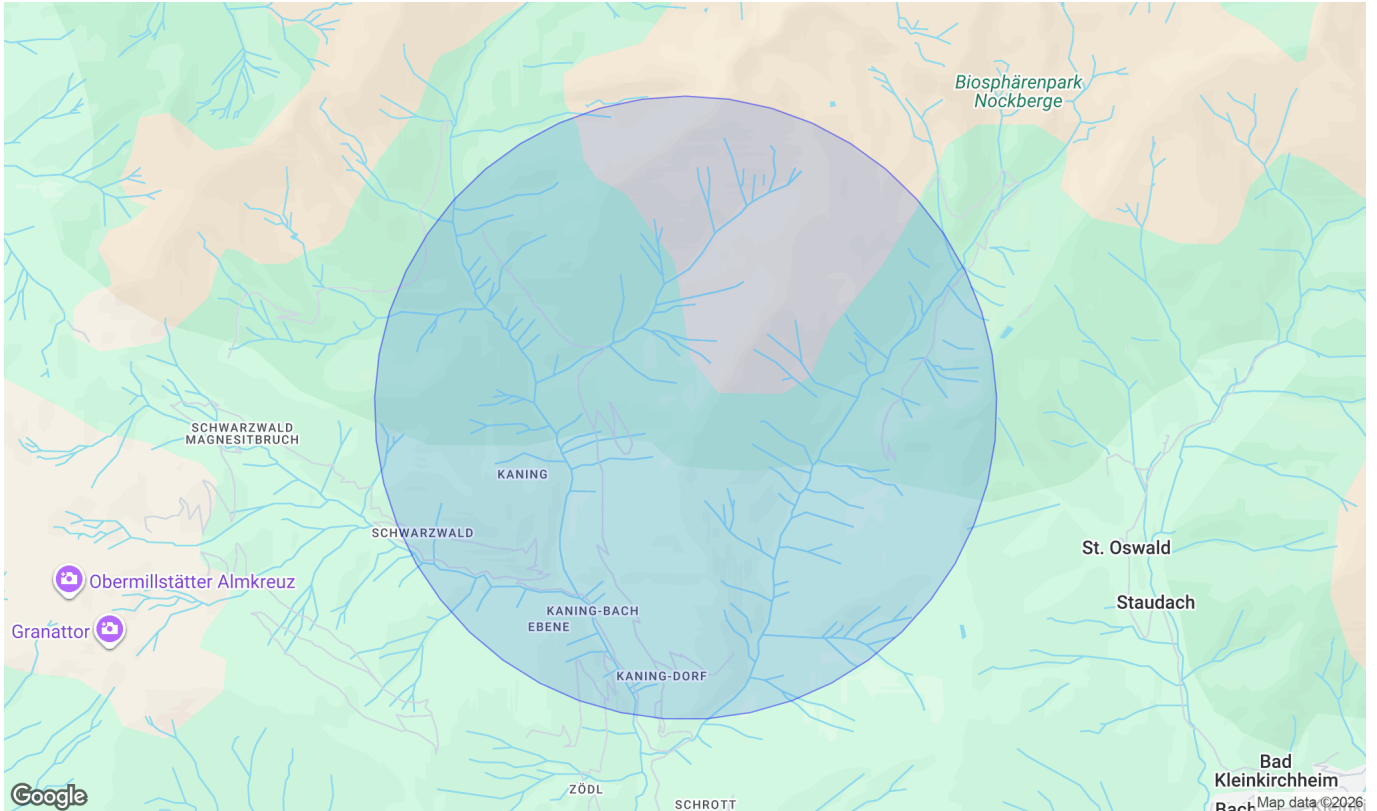 Biosphärenpark
Nockberge
SCHWARZWALD
MAGNESITBRUCH
KANING
SCHWARZWALD
St. Oswald
Obermillstätter Almkreuz
Staudach
KANING-BACH
EBENE
Granattor
KANING-DORF
Bad
Kleinkirchheim
ZÖDL
SCHROTT
Google
Map data ©2026